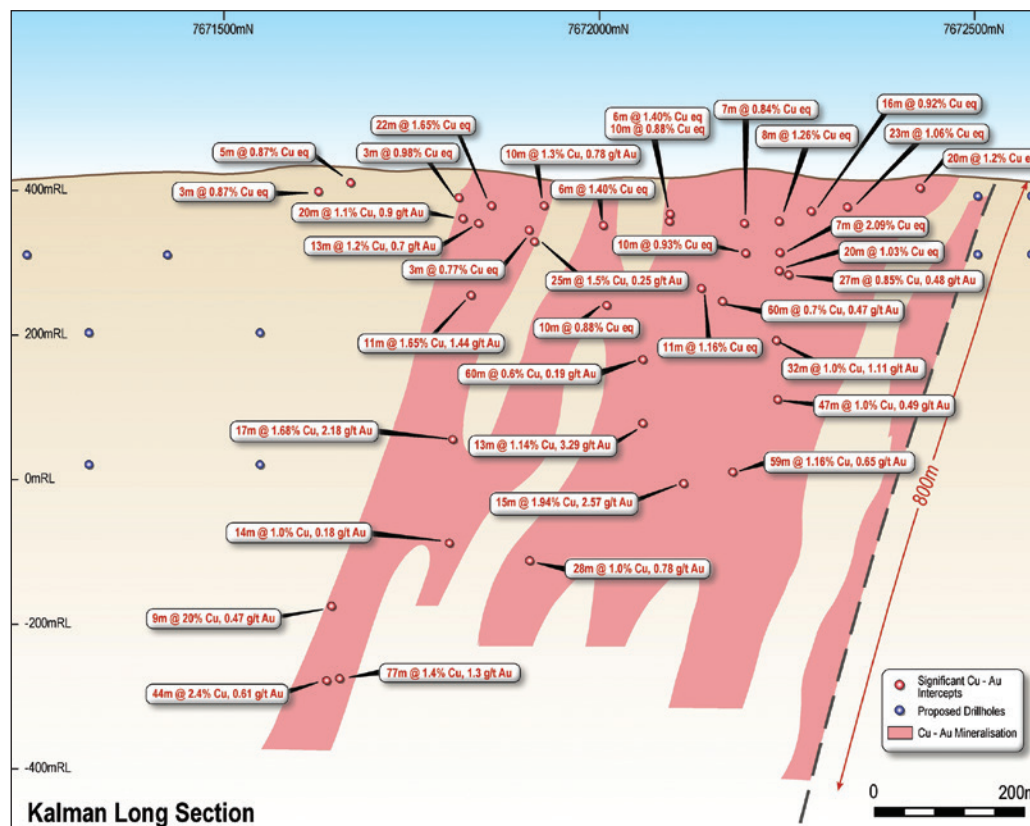 7671500mN
7672000mN
7672500mN
6m @ 1.40% Cu eq
10m @ 0.88% Cu eq
7m @ 0.84% Cu eq
16m @ 0.92% Cu eq
22m @ 1.65% Cu eq
8m @ 1.26% Cu eq
23m @ 1.06% Cu eq
5m @ 0.87% Cu eq
3m @ 0.98% Cu eq
10m @ 1.3% Cu, 0.78 g/t Au
20m @ 1.2% Cu e
400mRL
3m @ 0.87% Cu eq
6m @ 1.40% Cu eq
20m @ 1.1% Cu, 0.9 g/t Au
7m @ 2.09% Cu eq
13m @ 1.2% Cu, 0.7 g/t Au
10m @ 0.93% Cu eq
20m @ 1.03% Cu eq
3m @ 0.77% Cu eq
25m @ 1.5% Cu, 0.25 g/t Au
27m @ 0.85% Cu, 0.48 g/t Au
60m @ 0.7% Cu, 0.47 g/t Au
200mRL
11m @ 1.65% Cu, 1.44 g/t Au
10m @ 0.88% Cu eq
11m @ 1.16% Cu eq
60m @ 0.6% Cu, 0.19 g/t Au
32m @ 1.0% Cu, 1.11 g/t Au
47m @ 1.0% Cu, 0.49 g/t Au
17m @ 1.68% Cu, 2.18 g/t Au
13m @ 1.14% Cu, 3.29 g/t Au
59m @ 1.16% Cu, 0.65 g/t Au
0mRL
800m
15m @ 1.94% Cu, 2.57 g/t Au
14m @ 1.0% Cu, 0.18 g/t Au
28m @ 1.0% Cu, 0.78 g/t Au
-200mRL
9m @ 20% Cu, 0.47 g/t Au
77m @ 1.4% Cu, 1.3 g/t Au
44m @ 2.4% Cu, 0.61 g/t Au
Significant Cu - Au
Intercepts
Proposed Drillholes
Cu - Au Mineralisation
-400mRL
0
200m
Kalman Long Section